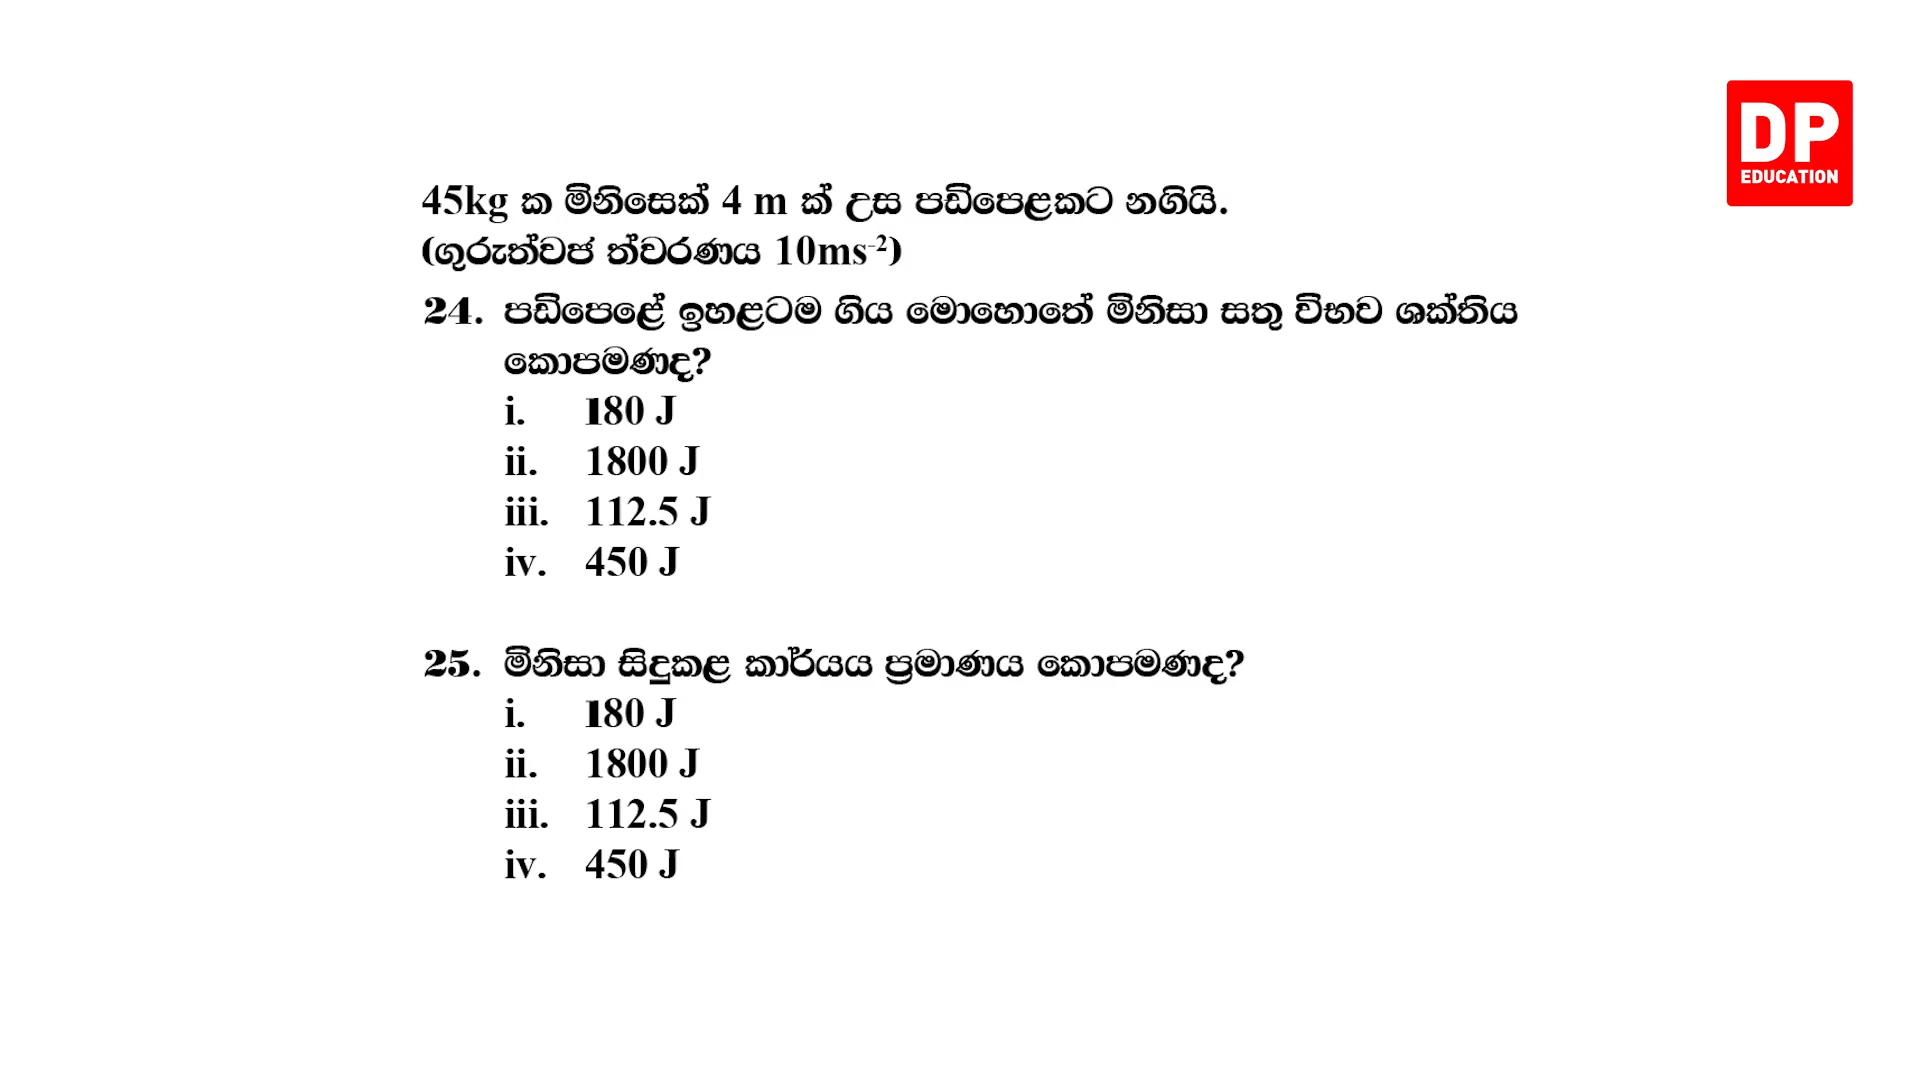 DP
EDUCATION
45kg ක මිනිසෙක් 4 m ක් උස පඩිපෙළකට නගියි.
(ගුරුත්වජ ත්වරණය 10ms⁻²)
24. පඩිපෙළේ ඉහළටම ගිය මොහොතේ මිනිසා සතු විභව ශක්තිය
කොපමණද?
i. 180 J
ii. 1800 J
iii. 112.5 J
iv. 450 J
25. මිනිසා සිදුකළ කාර්යය ප්‍රමාණය කොපමණද?
i. 180 J
ii. 1800 J
iii. 112.5 J
iv. 450 J